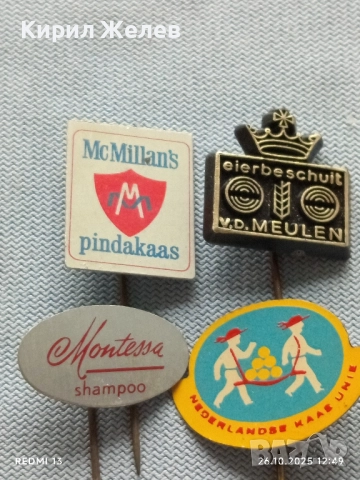 Кирил Желев
McMillan's
M
pindakaas
eierbeschuit
v.d. MEULEN
Montessa
shampoo
NEDERLANDSE KAAS UNIE
REDMI 13
26.10.2025 12:49